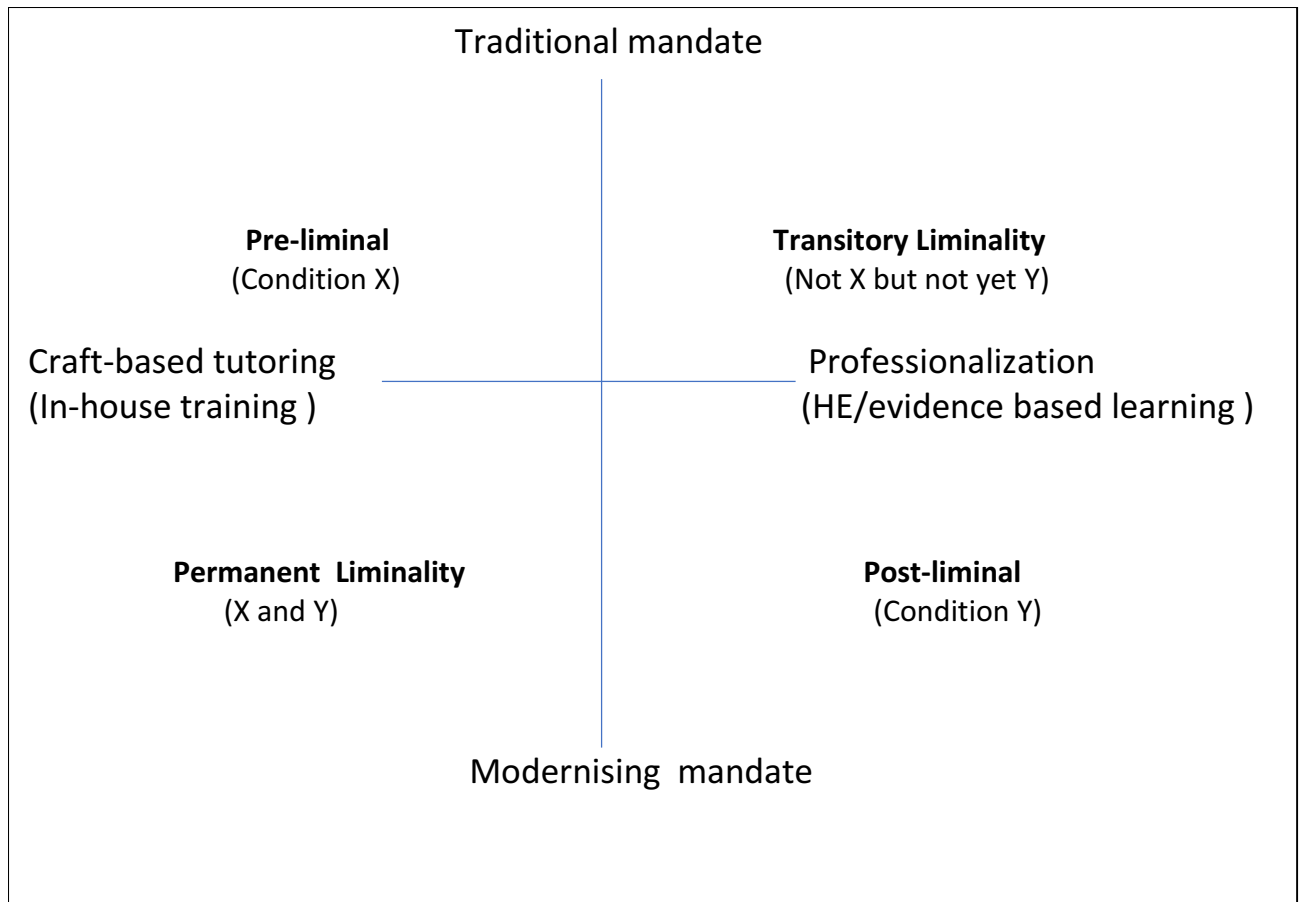 Traditional mandate
Pre-liminal
(Condition X)
Transitory Liminality
(Not X but not yet Y)
Craft-based tutoring
(In-house training )
Professionalization
(HE/evidence based learning )
Permanent  Liminality
(X and Y)
Post-liminal
(Condition Y)
Modernising  mandate